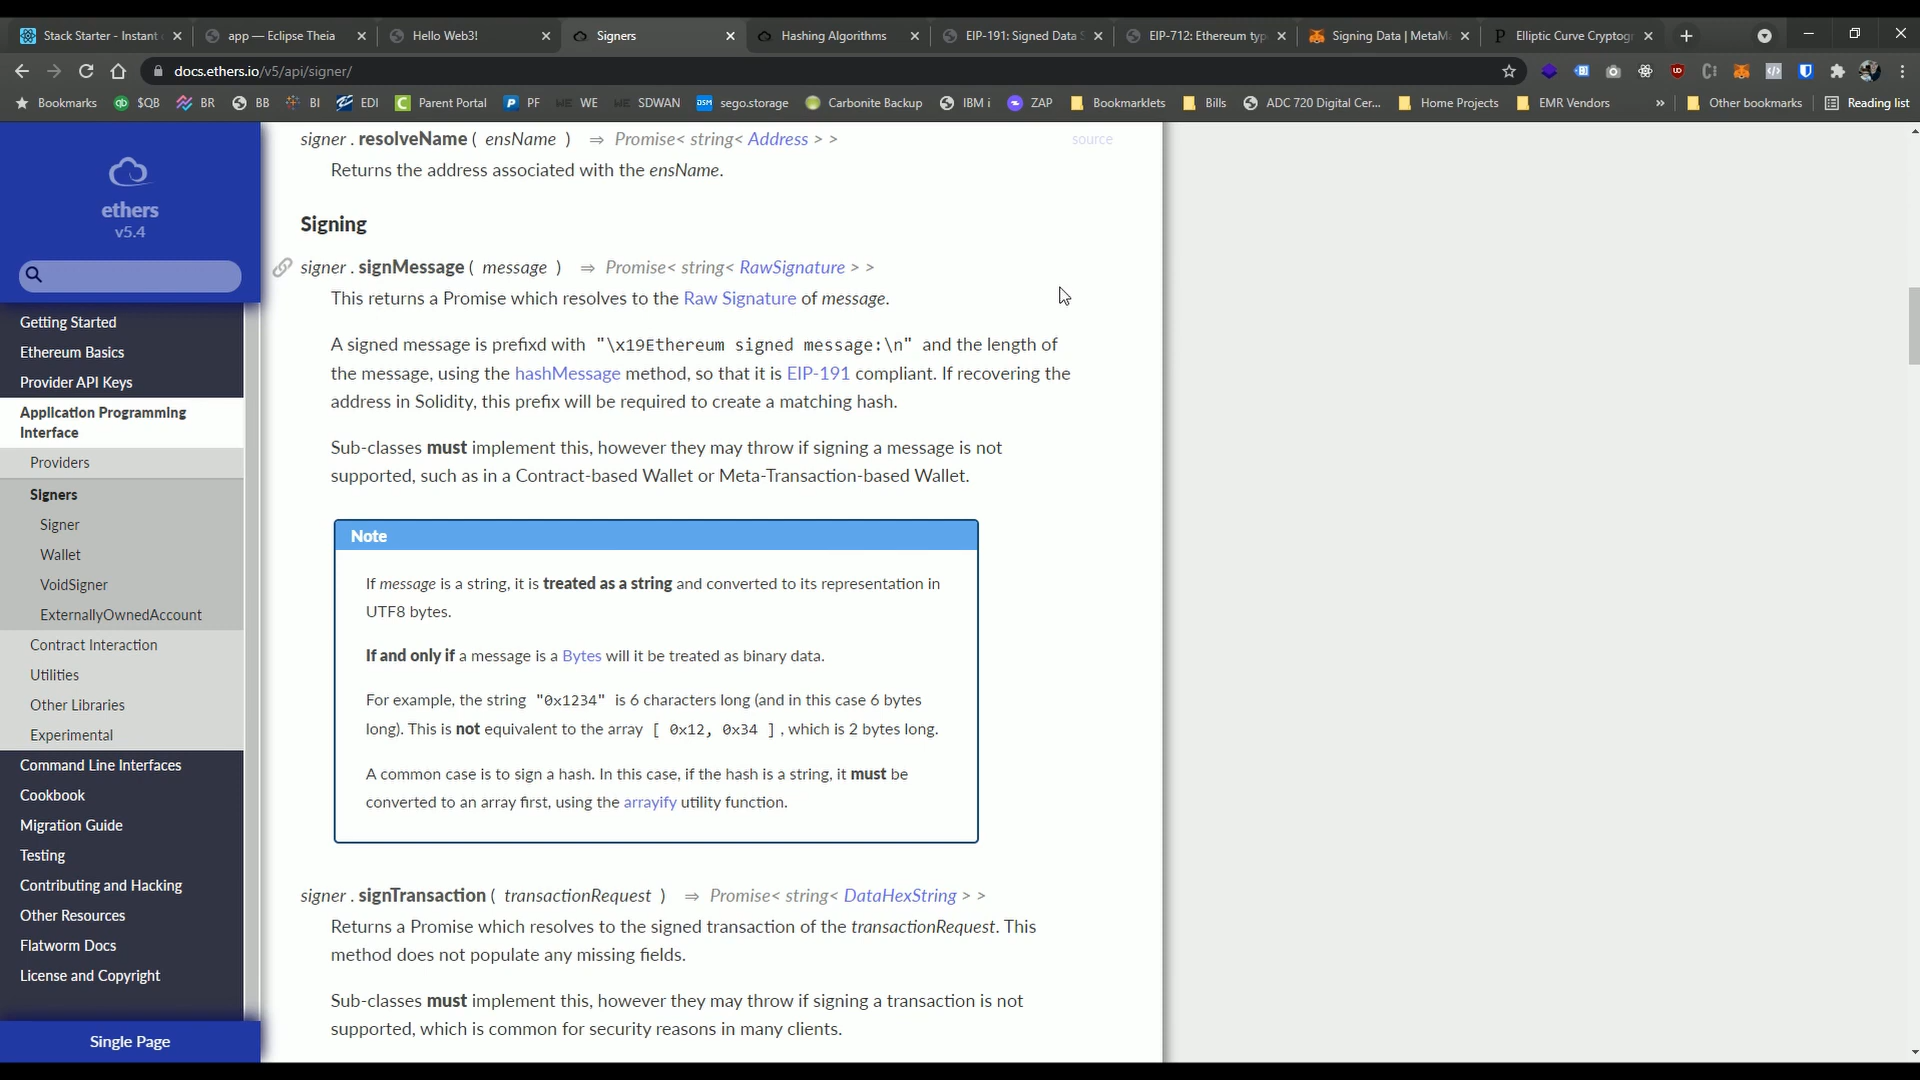 Stack Starter - Instant
app — Eclipse Theia
Hello Web3!
Signers
Hashing Algorithms
EIP-191: Signed Data S
EIP-712: Ethereum typ
Signing Data | MetaM
Elliptic Curve Cryptog
docs.ethers.io/v5/api/signer/
Bookmarks
$QB
BR
BB
BI
EDI
Parent Portal
PF
WE
SDWAN
sego.storage
Carbonite Backup
IBM i
ZAP
Bookmarklets
Bills
ADC 720 Digital Cer...
Home Projects
EMR Vendors
»
Other bookmarks
Reading list
ethers
v5.4
Getting Started
Ethereum Basics
Provider API Keys
Application Programming
Interface
Providers
Signers
Signer
Wallet
VoidSigner
ExternallyOwnedAccount
Contract Interaction
Utilities
Other Libraries
Experimental
Command Line Interfaces
Cookbook
Migration Guide
Testing
Contributing and Hacking
Other Resources
Flatworm Docs
License and Copyright
Single Page
signer . resolveName ( ensName ) ⇒ Promise< string< Address > >
source
Returns the address associated with the ensName.
Signing
signer . signMessage ( message ) ⇒ Promise< string< RawSignature > >
This returns a Promise which resolves to the Raw Signature of message.
A signed message is prefixd with "\x19Ethereum signed message:\n" and the length of
the message, using the hashMessage method, so that it is EIP-191 compliant. If recovering the
address in Solidity, this prefix will be required to create a matching hash.
Sub-classes must implement this, however they may throw if signing a message is not
supported, such as in a Contract-based Wallet or Meta-Transaction-based Wallet.
Note
If message is a string, it is treated as a string and converted to its representation in
UTF8 bytes.
If and only if a message is a Bytes will it be treated as binary data.
For example, the string "0x1234" is 6 characters long (and in this case 6 bytes
long). This is not equivalent to the array [ 0x12, 0x34 ] , which is 2 bytes long.
A common case is to sign a hash. In this case, if the hash is a string, it must be
converted to an array first, using the arrayify utility function.
signer . signTransaction ( transactionRequest ) ⇒ Promise< string< DataHexString > >
Returns a Promise which resolves to the signed transaction of the transactionRequest. This
method does not populate any missing fields.
Sub-classes must implement this, however they may throw if signing a transaction is not
supported, which is common for security reasons in many clients.